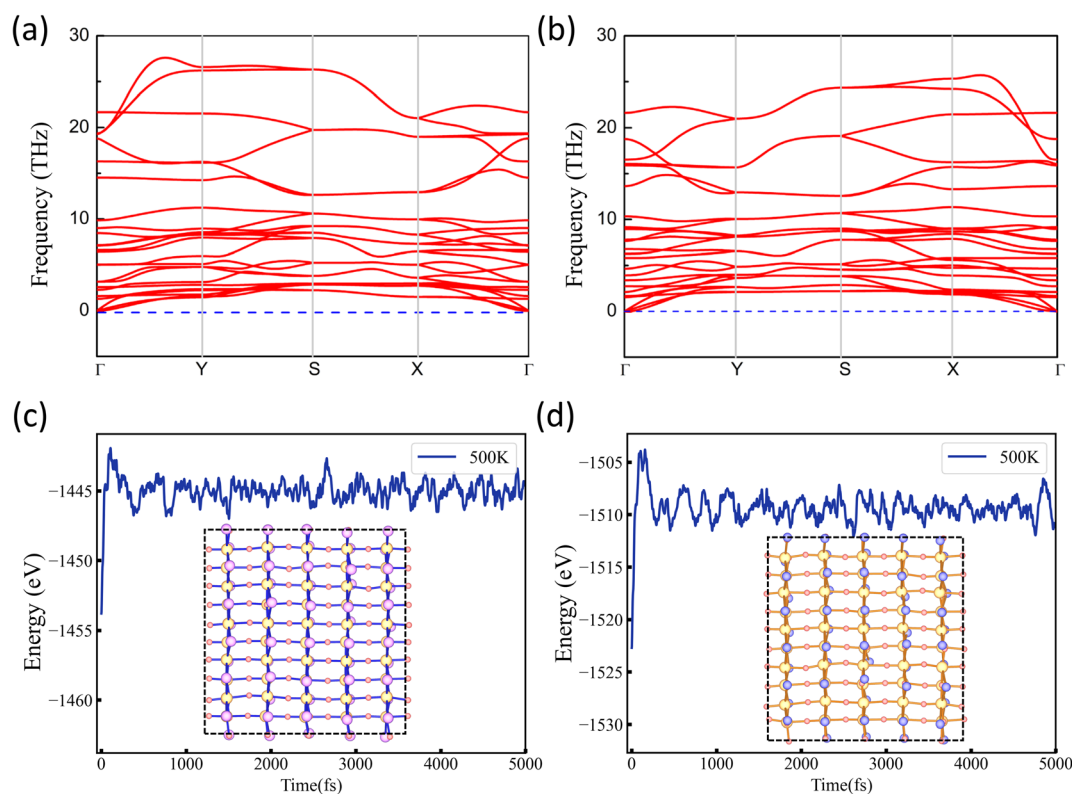 (a)
30
20
10
0
Frequency (THz)
Γ Y S X Γ
(b)
30
20
10
0
Frequency (THz)
Γ Y S X Γ
(c)
500K
−1445
−1450
−1455
−1460
Energy (eV)
0 1000 2000 3000 4000 5000
Time(fs)
(d)
500K
−1505
−1510
−1515
−1520
−1525
−1530
Energy (eV)
0 1000 2000 3000 4000 5000
Time(fs)